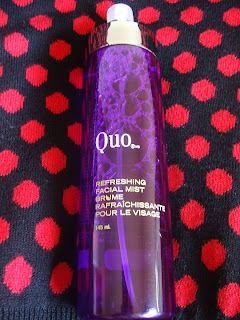 Quo
REFRESHING
FACIAL MIST
BRUME
RAFRAÎCHISSANTE
POUR LE VISAGE